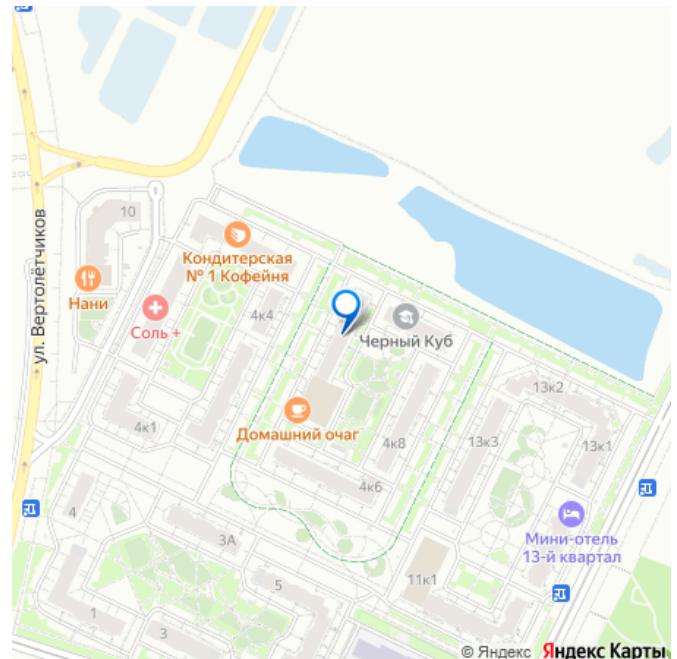 ул. Вертолётчиков
10
Кондитерская
№ 1 Кофейня
Нани
Соль +
4к4
Черный Куб
13к2
Домашний очаг
4к1
4к8
13к3
13к1
4к6
4
3А
Мини-отель
13-й квартал
5
11к1
1
3
© Яндекс Яндекс Карты